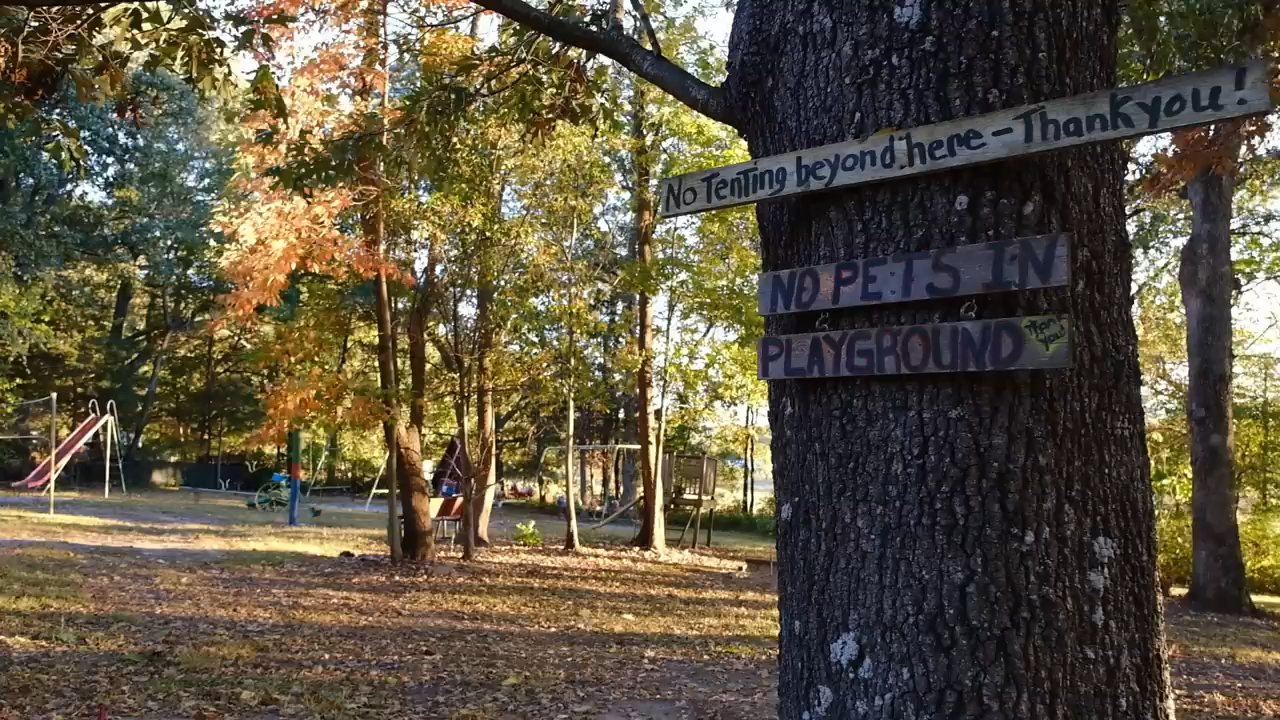 No Tenting beyond here - Thank you!
NO PETS IN
PLAYGROUND
Thank
you